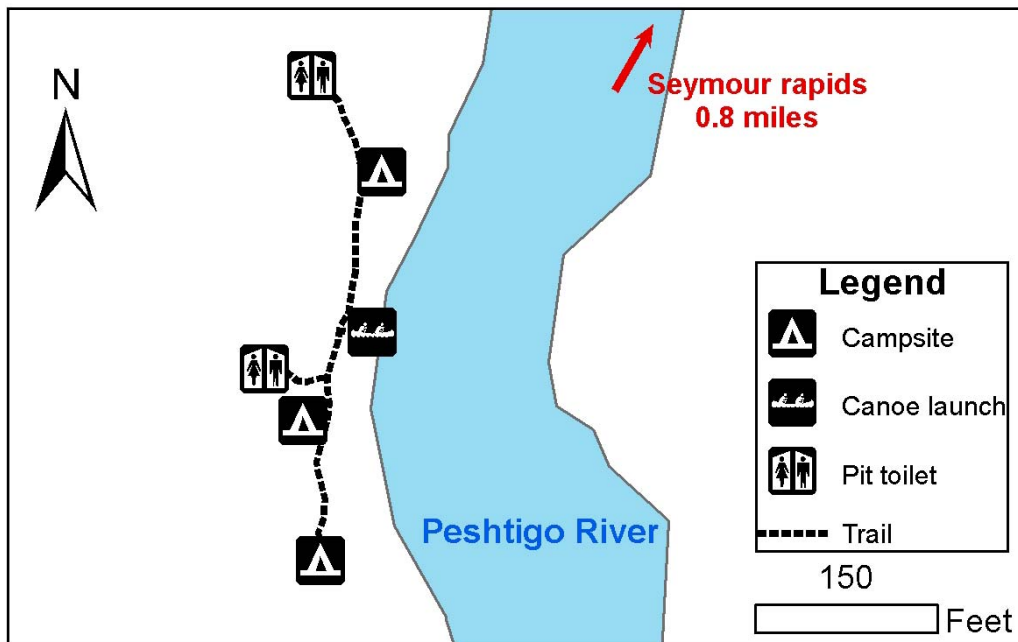 N
Seymour rapids
0.8 miles
Peshtigo River
Legend
Campsite
Canoe launch
Pit toilet
Trail
150
Feet